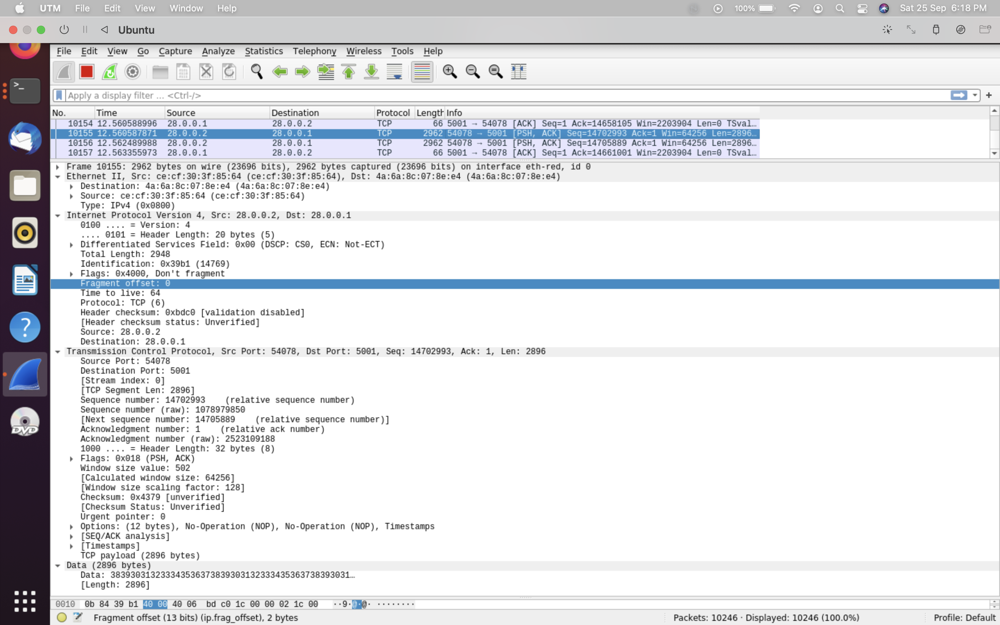 UTM File Edit View Window Help 100% Sat 25 Sep 6:18 PM
Ubuntu
File Edit View Go Capture Analyze Statistics Telephony Wireless Tools Help
Apply a display filter ... <Ctrl-/>
No. Time Source Destination Protocol Length Info
10154 12.560588996 28.0.0.1 28.0.0.2 TCP 66 5001 → 54078 [ACK] Seq=1 Ack=14658105 Win=2203904 Len=0 TSval…
10155 12.560587871 28.0.0.2 28.0.0.1 TCP 2962 54078 → 5001 [PSH, ACK] Seq=14702993 Ack=1 Win=64256 Len=2896…
10156 12.562489988 28.0.0.2 28.0.0.1 TCP 2962 54078 → 5001 [PSH, ACK] Seq=14705889 Ack=1 Win=64256 Len=2896…
10157 12.563355973 28.0.0.1 28.0.0.2 TCP 66 5001 → 54078 [ACK] Seq=1 Ack=14661001 Win=2203904 Len=0 TSval…
Frame 10155: 2962 bytes on wire (23696 bits), 2962 bytes captured (23696 bits) on interface eth-red, id 0
Ethernet II, Src: ce:cf:30:3f:85:64 (ce:cf:30:3f:85:64), Dst: 4a:6a:8c:07:8e:e4 (4a:6a:8c:07:8e:e4)
Destination: 4a:6a:8c:07:8e:e4 (4a:6a:8c:07:8e:e4)
Source: ce:cf:30:3f:85:64 (ce:cf:30:3f:85:64)
Type: IPv4 (0x0800)
Internet Protocol Version 4, Src: 28.0.0.2, Dst: 28.0.0.1
0100 .... = Version: 4
.... 0101 = Header Length: 20 bytes (5)
Differentiated Services Field: 0x00 (DSCP: CS0, ECN: Not-ECT)
Total Length: 2948
Identification: 0x39b1 (14769)
Flags: 0x4000, Don't fragment
Fragment offset: 0
Time to live: 64
Protocol: TCP (6)
Header checksum: 0xbdc0 [validation disabled]
[Header checksum status: Unverified]
Source: 28.0.0.2
Destination: 28.0.0.1
Transmission Control Protocol, Src Port: 54078, Dst Port: 5001, Seq: 14702993, Ack: 1, Len: 2896
Source Port: 54078
Destination Port: 5001
[Stream index: 0]
[TCP Segment Len: 2896]
Sequence number: 14702993 (relative sequence number)
Sequence number (raw): 1078979850
[Next sequence number: 14705889 (relative sequence number)]
Acknowledgment number: 1 (relative ack number)
Acknowledgment number (raw): 2523109188
1000 .... = Header Length: 32 bytes (8)
Flags: 0x018 (PSH, ACK)
Window size value: 502
[Calculated window size: 64256]
[Window size scaling factor: 128]
Checksum: 0x4379 [unverified]
[Checksum Status: Unverified]
Urgent pointer: 0
Options: (12 bytes), No-Operation (NOP), No-Operation (NOP), Timestamps
[SEQ/ACK analysis]
[Timestamps]
TCP payload (2896 bytes)
Data (2896 bytes)
Data: 383930313233343536373839303132333435363738393031…
[Length: 2896]
DVD
0010 0b 84 39 b1 40 00 40 06 bd c0 1c 00 00 02 1c 00 ··9·@·@· ········
Fragment offset (13 bits) (ip.frag_offset), 2 bytes Packets: 10246 · Displayed: 10246 (100.0%) Profile: Default